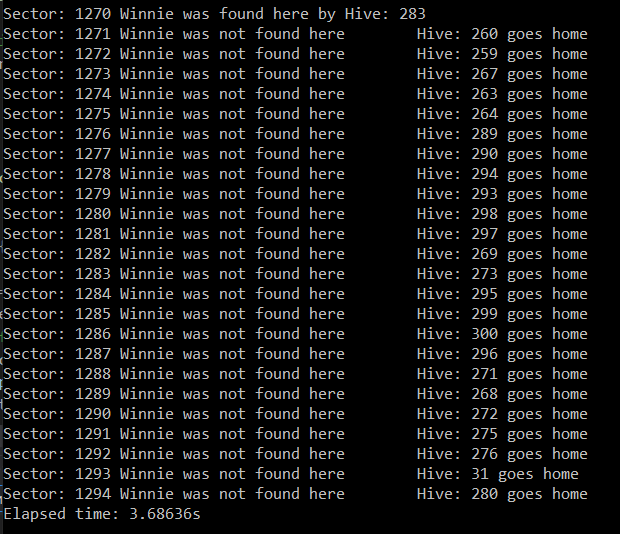 Sector: 1270 Winnie was found here by Hive: 283
Sector: 1271 Winnie was not found here        Hive: 260 goes home
Sector: 1272 Winnie was not found here        Hive: 259 goes home
Sector: 1273 Winnie was not found here        Hive: 267 goes home
Sector: 1274 Winnie was not found here        Hive: 263 goes home
Sector: 1275 Winnie was not found here        Hive: 264 goes home
Sector: 1276 Winnie was not found here        Hive: 289 goes home
Sector: 1277 Winnie was not found here        Hive: 290 goes home
Sector: 1278 Winnie was not found here        Hive: 294 goes home
Sector: 1279 Winnie was not found here        Hive: 293 goes home
Sector: 1280 Winnie was not found here        Hive: 298 goes home
Sector: 1281 Winnie was not found here        Hive: 297 goes home
Sector: 1282 Winnie was not found here        Hive: 269 goes home
Sector: 1283 Winnie was not found here        Hive: 273 goes home
Sector: 1284 Winnie was not found here        Hive: 295 goes home
Sector: 1285 Winnie was not found here        Hive: 299 goes home
Sector: 1286 Winnie was not found here        Hive: 300 goes home
Sector: 1287 Winnie was not found here        Hive: 296 goes home
Sector: 1288 Winnie was not found here        Hive: 271 goes home
Sector: 1289 Winnie was not found here        Hive: 268 goes home
Sector: 1290 Winnie was not found here        Hive: 272 goes home
Sector: 1291 Winnie was not found here        Hive: 275 goes home
Sector: 1292 Winnie was not found here        Hive: 276 goes home
Sector: 1293 Winnie was not found here        Hive: 31 goes home
Sector: 1294 Winnie was not found here        Hive: 280 goes home
Elapsed time: 3.68636s